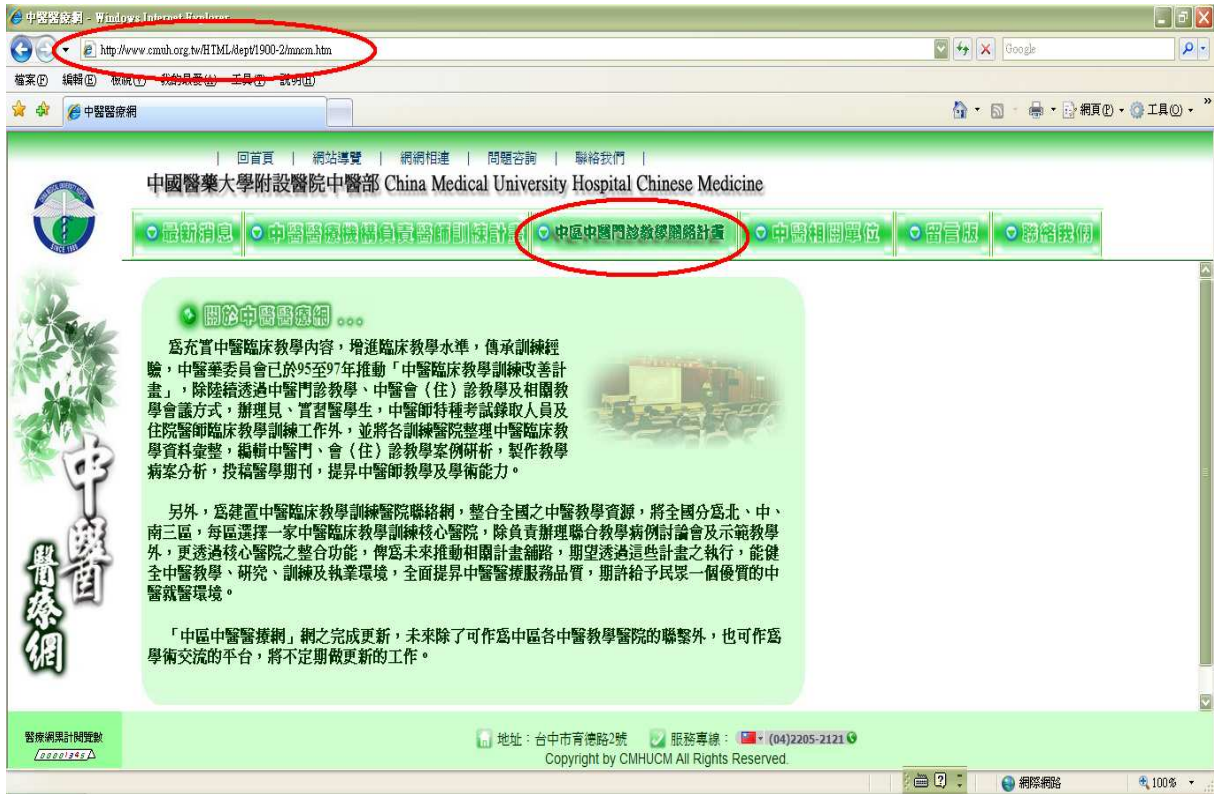 中醫醫療網 - Windows Internet Explorer
http://www.cmuh.org.tw/HTML/dept/1900-2/mncm.htm
Google
檔案(F) 編輯(E) 檢視(V) 我的最愛(A) 工具(T) 說明(H)
中醫醫療網
網頁(P) 工具(O)
| 回首頁 | 網站導覽 | 網網相連 | 問題咨詢 | 聯絡我們 |
中國醫藥大學附設醫院中醫部 China Medical University Hospital Chinese Medicine
最新消息 中醫醫療機構負責醫師訓練計畫 中區中醫門診教學網絡計畫 中醫相關單位 留言版 聯絡我們
關於中醫醫療網 ...
為充實中醫臨床教學內容,增進臨床教學水準,傳承訓練經
驗,中醫藥委員會已於95至97年推動「中醫臨床教學訓練改善計
畫」,除陸續透過中醫門診教學、中醫會(住)診教學及相關教
學會議方式,辦理見、實習醫學生,中醫師特種考試錄取人員及
住院醫師臨床教學訓練工作外,並將各訓練醫院整理中醫臨床教
學資料彙整,編輯中醫門、會(住)診教學案例研析,製作教學
病案分析,投稿醫學期刊,提昇中醫師教學及學術能力。
另外,為建置中醫臨床教學訓練醫院聯絡網,整合全國之中醫教學資源,將全國分為北、中、
南三區,每區選擇一家中醫臨床教學訓練核心醫院,除負責辦理聯合教學病例討論會及示範教學
外,更透過核心醫院之整合功能,俾為未來推動相關計畫舖路,期望透過這些計畫之執行,能健
全中醫教學、研究、訓練及執業環境,全面提昇中醫醫療服務品質,期許給予民眾一個優質的中
醫就醫環境。
「中區中醫醫療網」網之完成更新,未來除了可作為中區各中醫教學醫院的聯繫外,也可作為
學術交流的平台,將不定期做更新的工作。
中醫
醫療網
醫療網累計閱覽數
地址:台中市育德路2號 服務專線: (04)2205-2121
Copyright by CMHUCM All Rights Reserved.
網際網路 100%